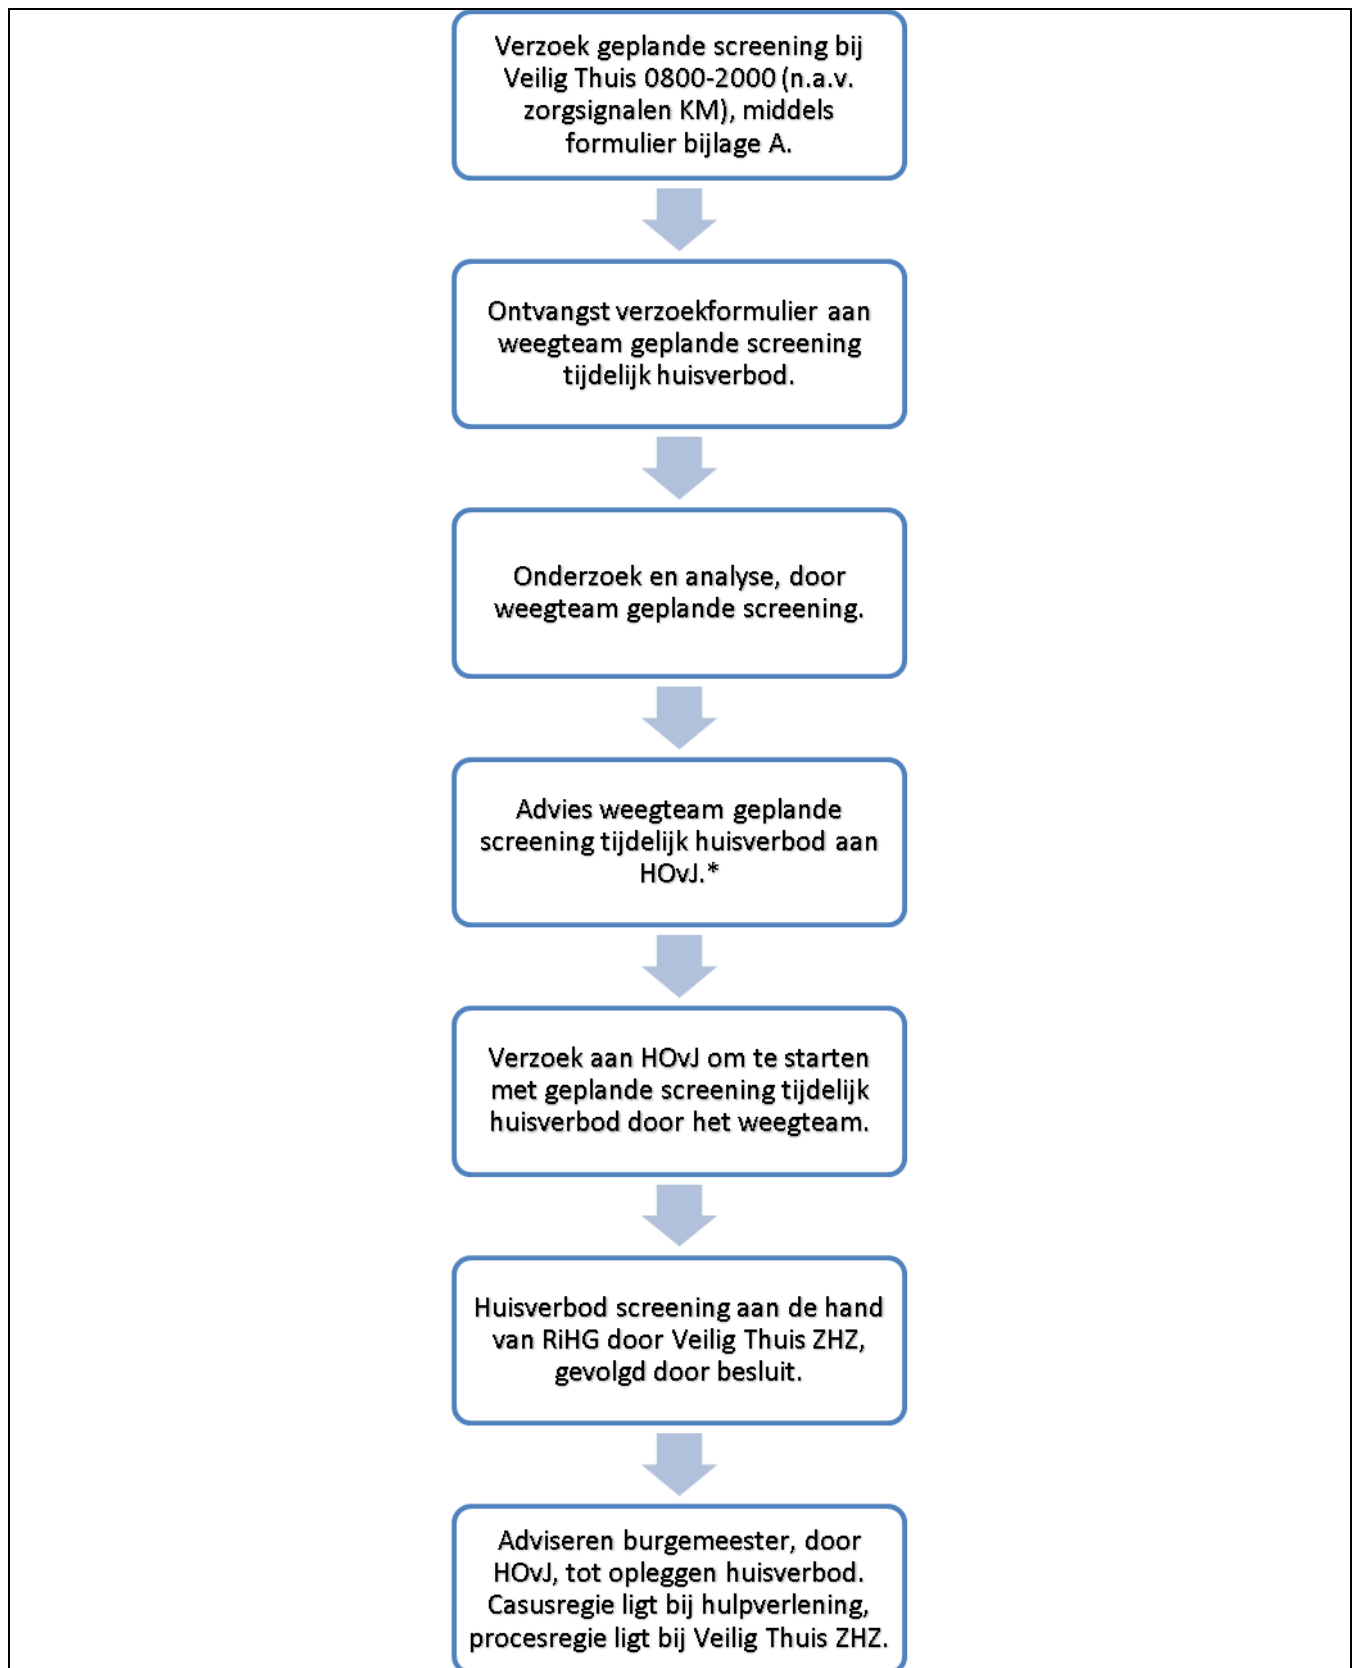 Verzoek geplande screening bij
Veilig Thuis 0800-2000 (n.a.v.
zorgsignalen KM), middels
formulier bijlage A.
Ontvangst verzoekformulier aan
weegteam geplande screening
tijdelijk huisverbod.
Onderzoek en analyse, door
weegteam geplande screening.
Advies weegteam geplande
screening tijdelijk huisverbod aan
HOvJ.*
Verzoek aan HOvJ om te starten
met geplande screening tijdelijk
huisverbod door het weegteam.
Huisverbod screening aan de hand
van RiHG door Veilig Thuis ZHZ,
gevolgd door besluit.
Adviseren burgemeester, door
HOvJ, tot opleggen huisverbod.
Casusregie ligt bij hulpverlening,
procesregie ligt bij Veilig Thuis ZHZ.